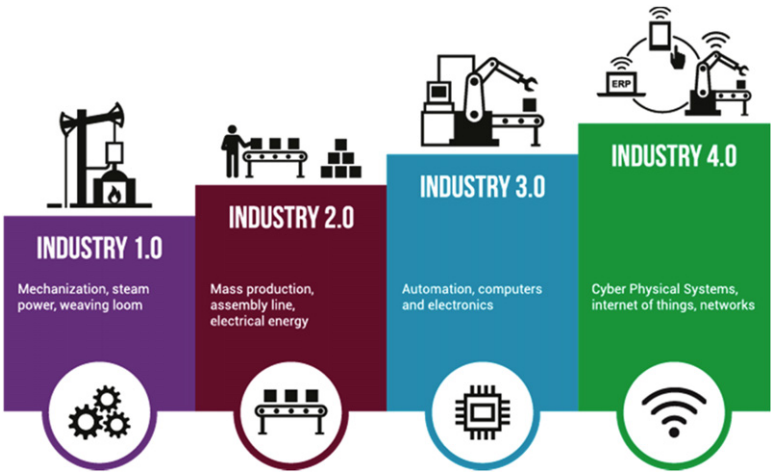 ERP
INDUSTRY 1.0
Mechanization, steam
power, weaving loom
INDUSTRY 2.0
Mass production,
assembly line,
electrical energy
INDUSTRY 3.0
Automation, computers
and electronics
INDUSTRY 4.0
Cyber Physical Systems,
internet of things, networks